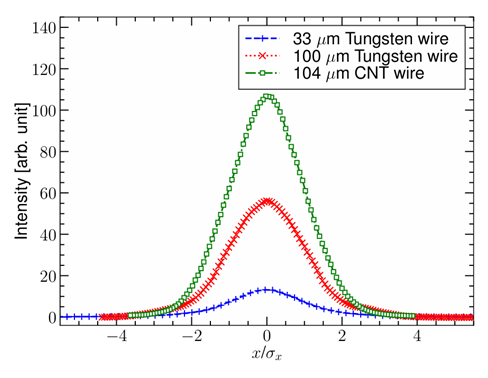 33 μm Tungsten wire
100 μm Tungsten wire
104 μm CNT wire
140
120
100
80
60
40
20
0
Intensity [arb. unit]
−4 −2 0 2 4
x/σx